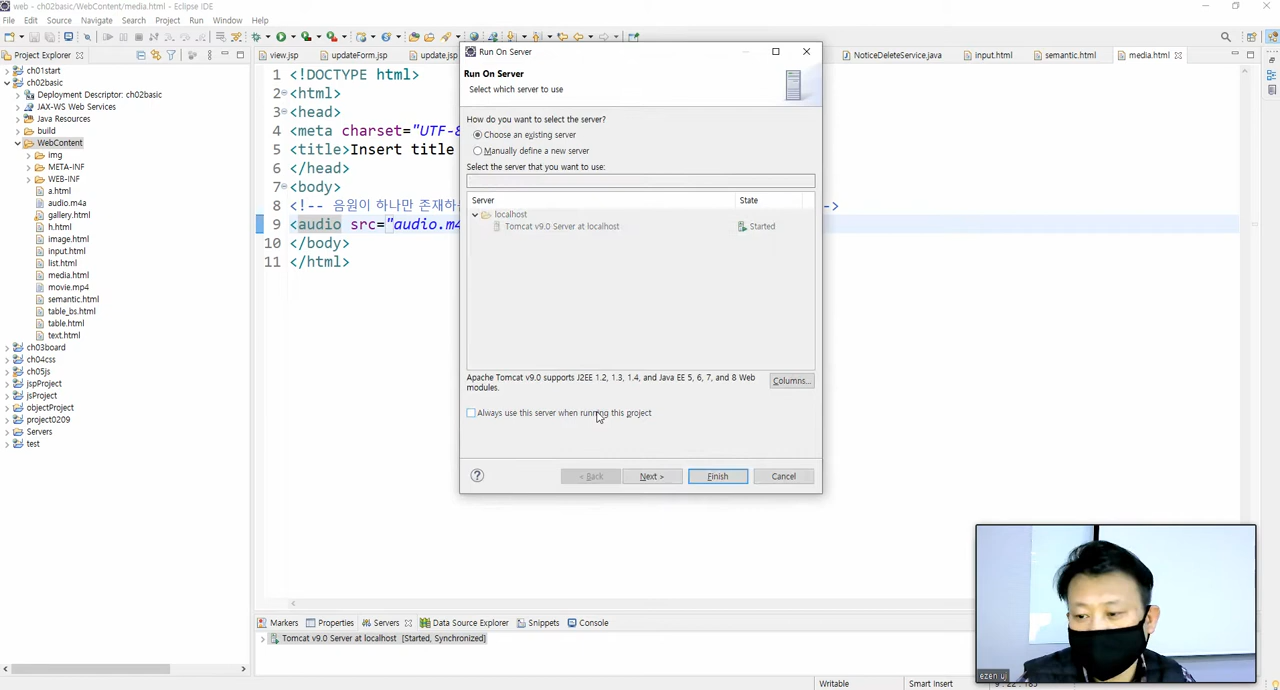 web - ch02basic/WebContent/media.html - Eclipse IDE
File Edit Source Navigate Search Project Run Window Help
Project Explorer
view.jsp
updateForm.jsp
update.jsp
NoticeDeleteService.java
input.html
semantic.html
media.html
ch01start
ch02basic
Deployment Descriptor: ch02basic
JAX-WS Web Services
Java Resources
build
WebContent
img
META-INF
WEB-INF
a.html
audio.m4a
gallery.html
h.html
image.html
input.html
list.html
media.html
movie.mp4
semantic.html
table_bs.html
table.html
text.html
ch03board
ch04css
ch05js
jspProject
jsProject
objectProject
project0209
Servers
test
1 <!DOCTYPE html>
2 <html>
3 <head>
4 <meta charset="UTF-8
5 <title>Insert title
6 </head>
7 <body>
8 <!-- 음원이 하나만 존재하는 -->
9 <audio src="audio.m4
10 </body>
11 </html>
Run On Server
Run On Server
Select which server to use
How do you want to select the server?
Choose an existing server
Manually define a new server
Select the server that you want to use:
Server State
localhost
Tomcat v9.0 Server at localhost Started
Apache Tomcat v9.0 supports J2EE 1.2, 1.3, 1.4, and Java EE 5, 6, 7, and 8 Web
modules.
Columns...
Always use this server when running this project
< Back Next > Finish Cancel
Markers Properties Servers Data Source Explorer Snippets Console
Tomcat v9.0 Server at localhost [Started, Synchronized]
ezen uj
Writable Smart Insert